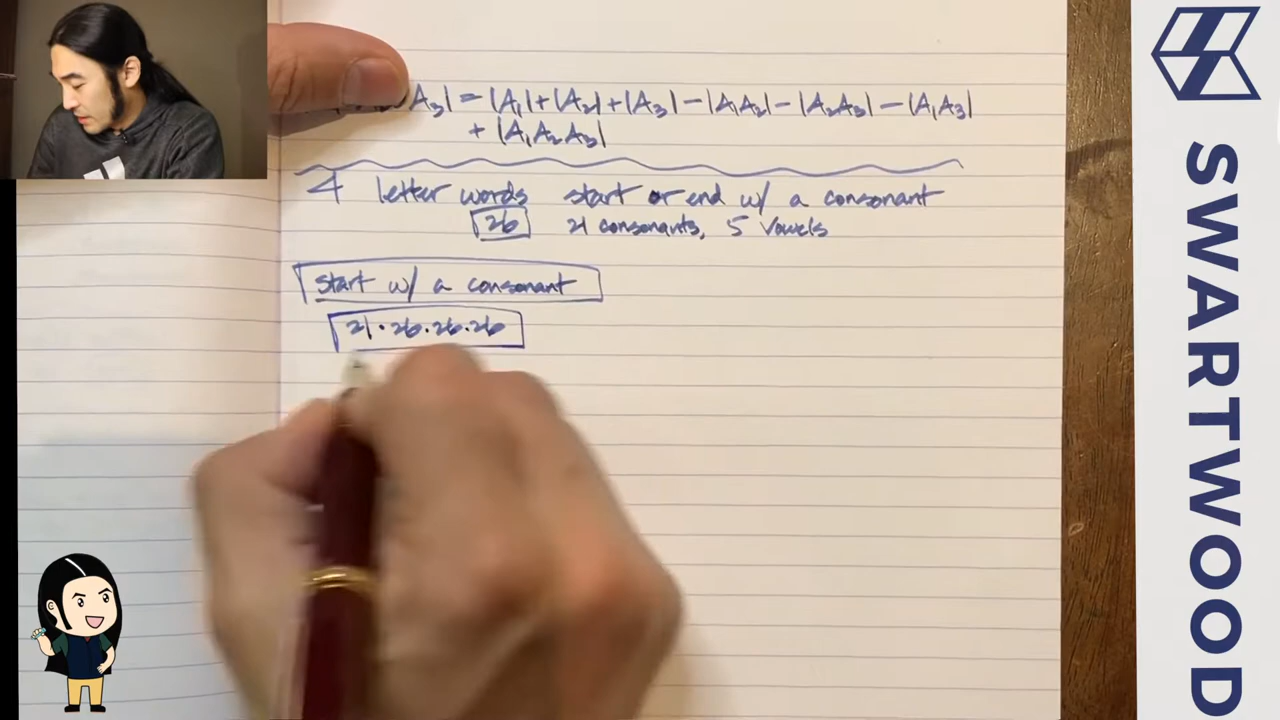 A₃| = |A₁| + |A₂| + |A₃| − |A₁A₂| − |A₂A₃| − |A₁A₃|
+ |A₁A₂A₃|
4 letter words start or end w/ a consonant
26 21 consonants, 5 vowels
start w/ a consonant
21·26·26·26
SWARTWOOD